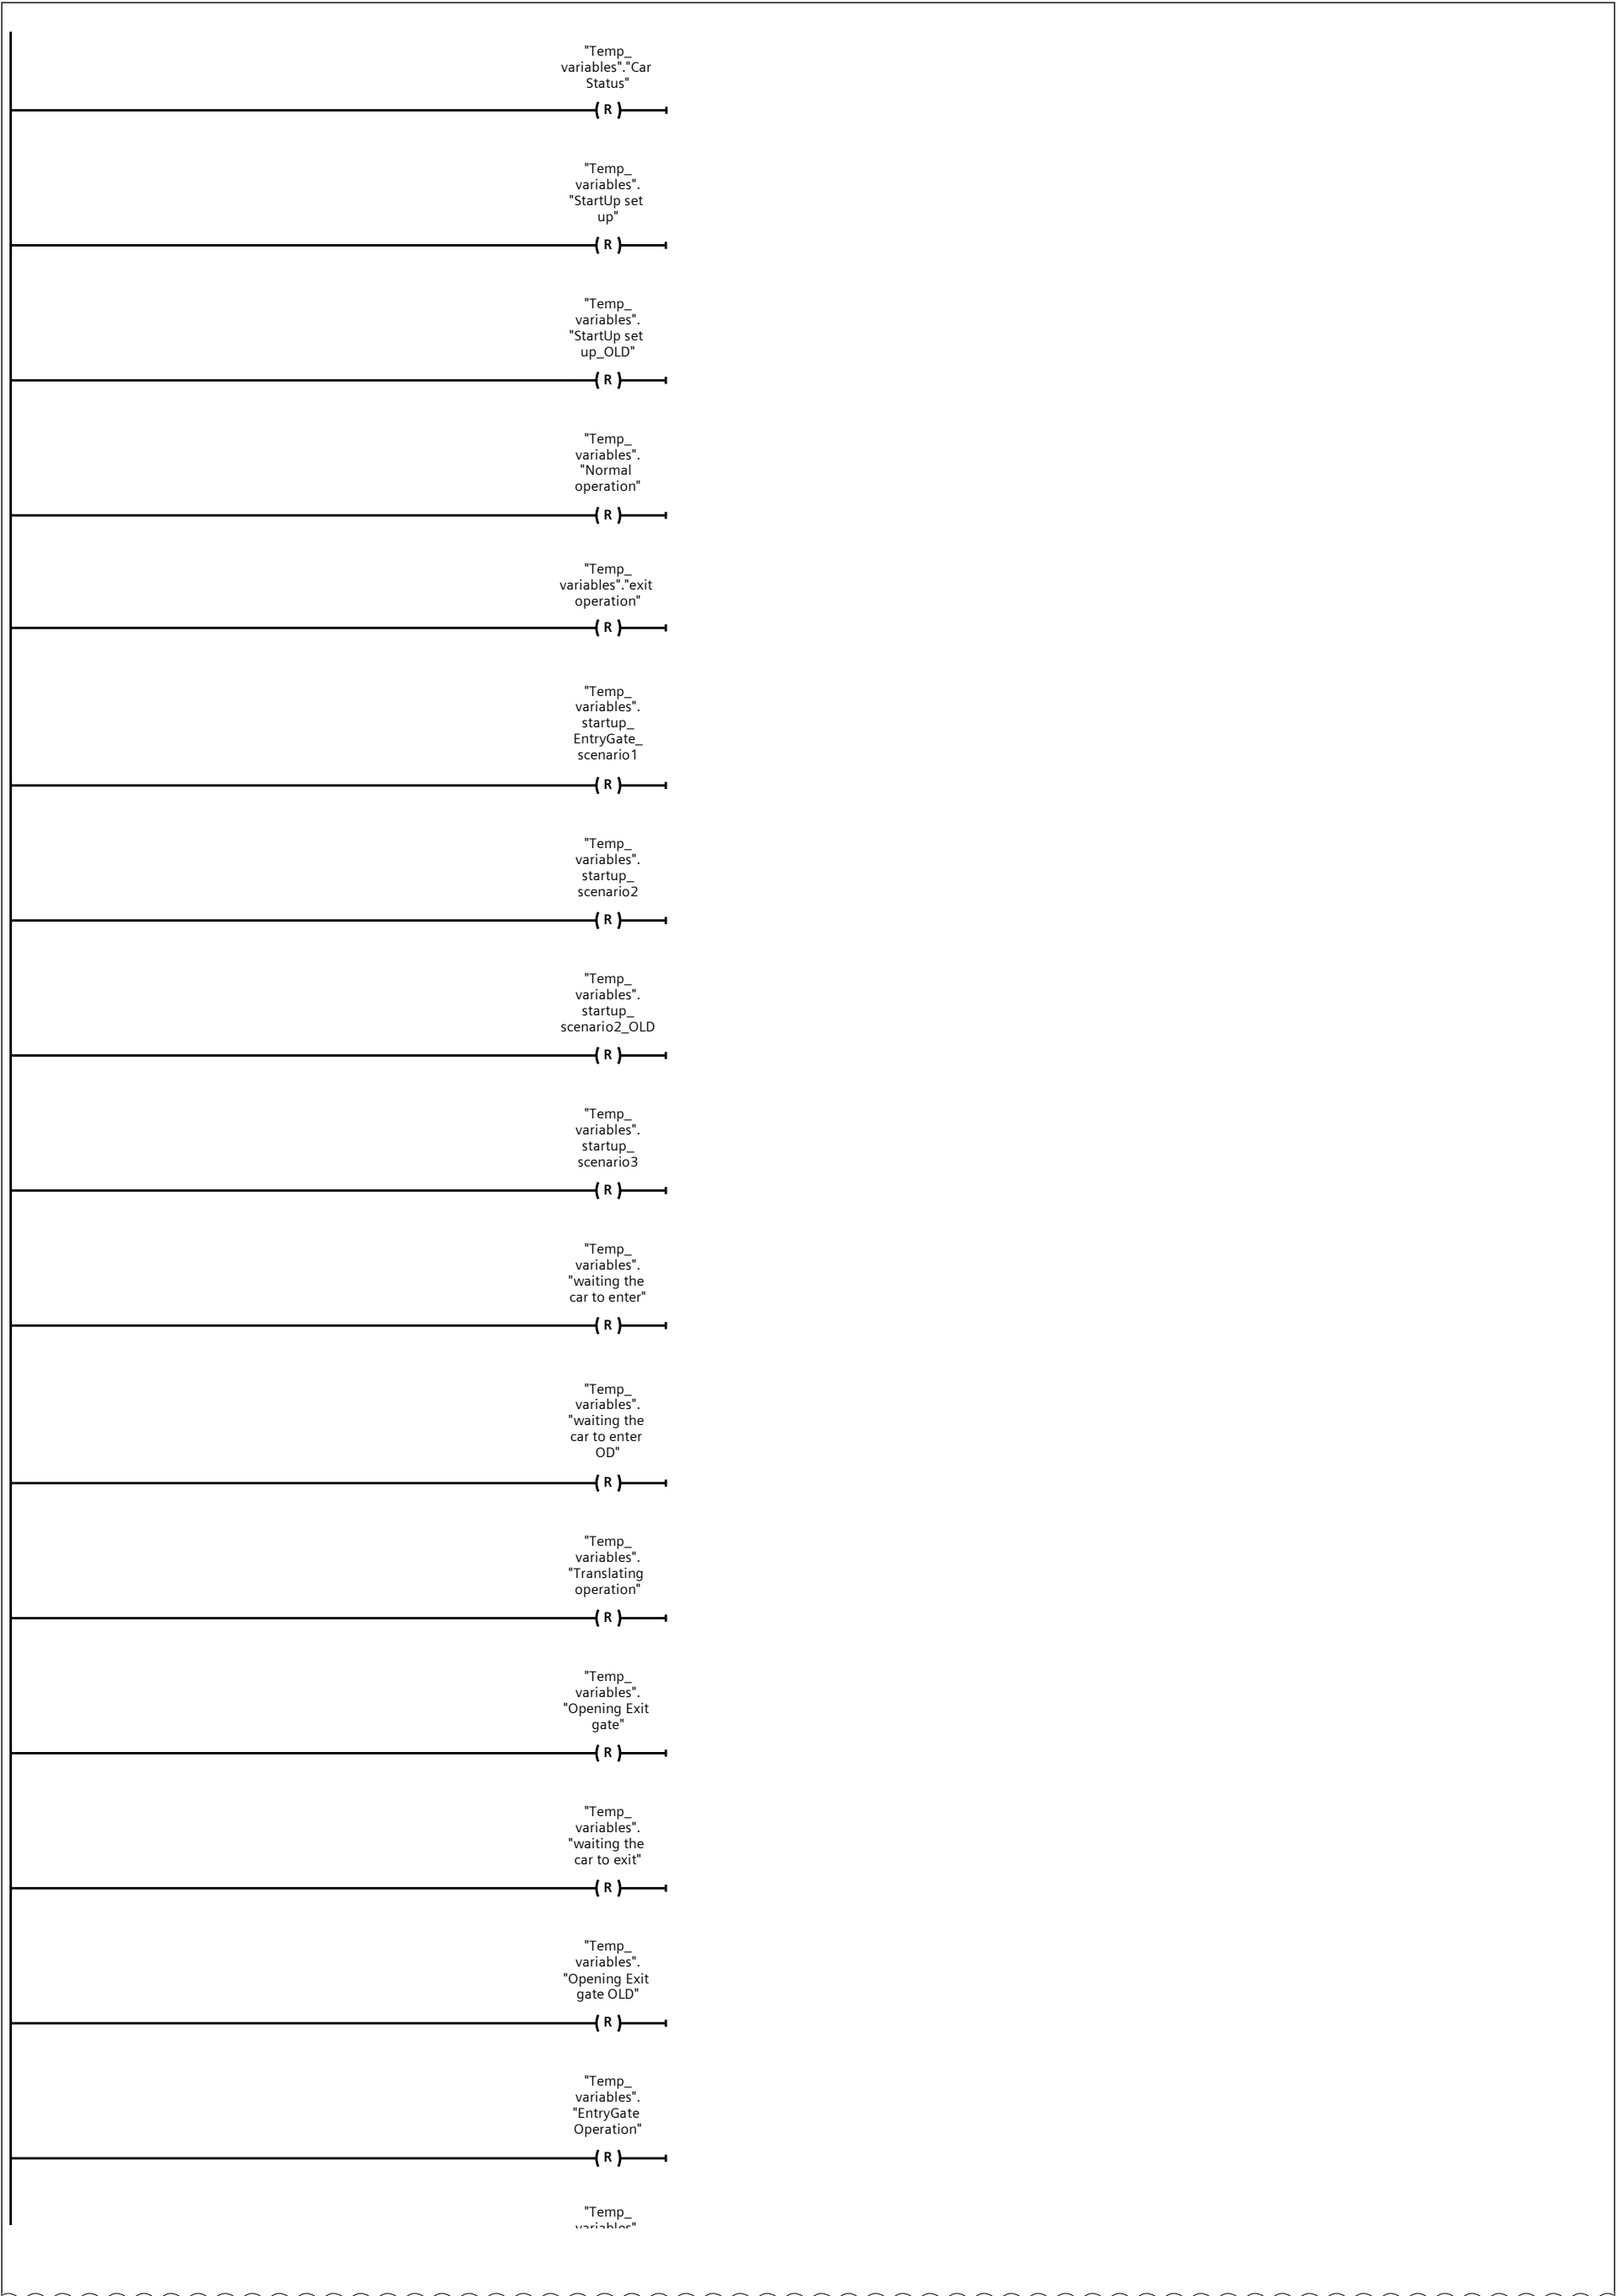 "Temp_
variables"."Car
Status"
( R )
"Temp_
variables".
"StartUp set
up"
( R )
"Temp_
variables".
"StartUp set
up_OLD"
( R )
"Temp_
variables".
"Normal
operation"
( R )
"Temp_
variables"."exit
operation"
( R )
"Temp_
variables".
startup_
EntryGate_
scenario1
( R )
"Temp_
variables".
startup_
scenario2
( R )
"Temp_
variables".
startup_
scenario2_OLD
( R )
"Temp_
variables".
startup_
scenario3
( R )
"Temp_
variables".
"waiting the
car to enter"
( R )
"Temp_
variables".
"waiting the
car to enter
OD"
( R )
"Temp_
variables".
"Translating
operation"
( R )
"Temp_
variables".
"Opening Exit
gate"
( R )
"Temp_
variables".
"waiting the
car to exit"
( R )
"Temp_
variables".
"Opening Exit
gate OLD"
( R )
"Temp_
variables".
"EntryGate
Operation"
( R )
"Temp_
variables"